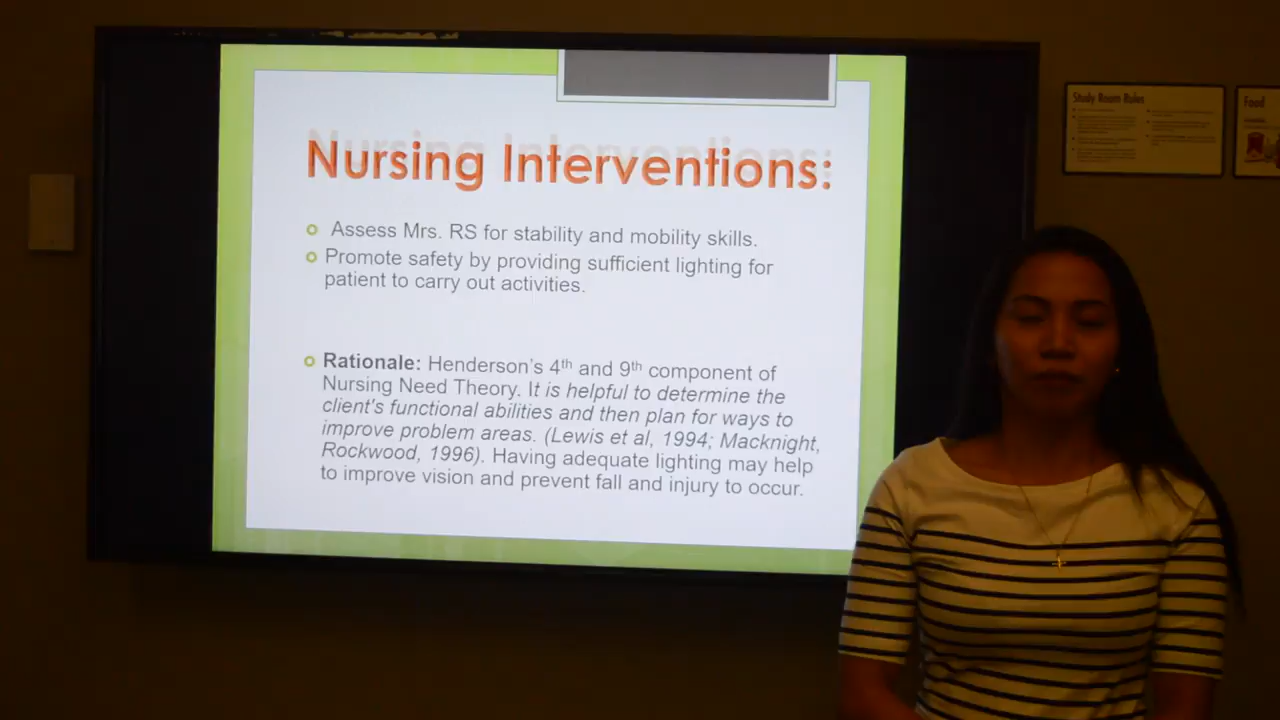 Nursing Interventions:
Assess Mrs. RS for stability and mobility skills.
Promote safety by providing sufficient lighting for
patient to carry out activities.
Rationale: Henderson's 4th and 9th component of
Nursing Need Theory. It is helpful to determine the
client's functional abilities and then plan for ways to
improve problem areas. (Lewis et al, 1994; Macknight,
Rockwood, 1996). Having adequate lighting may help
to improve vision and prevent fall and injury to occur.
Study Room Rules
Food